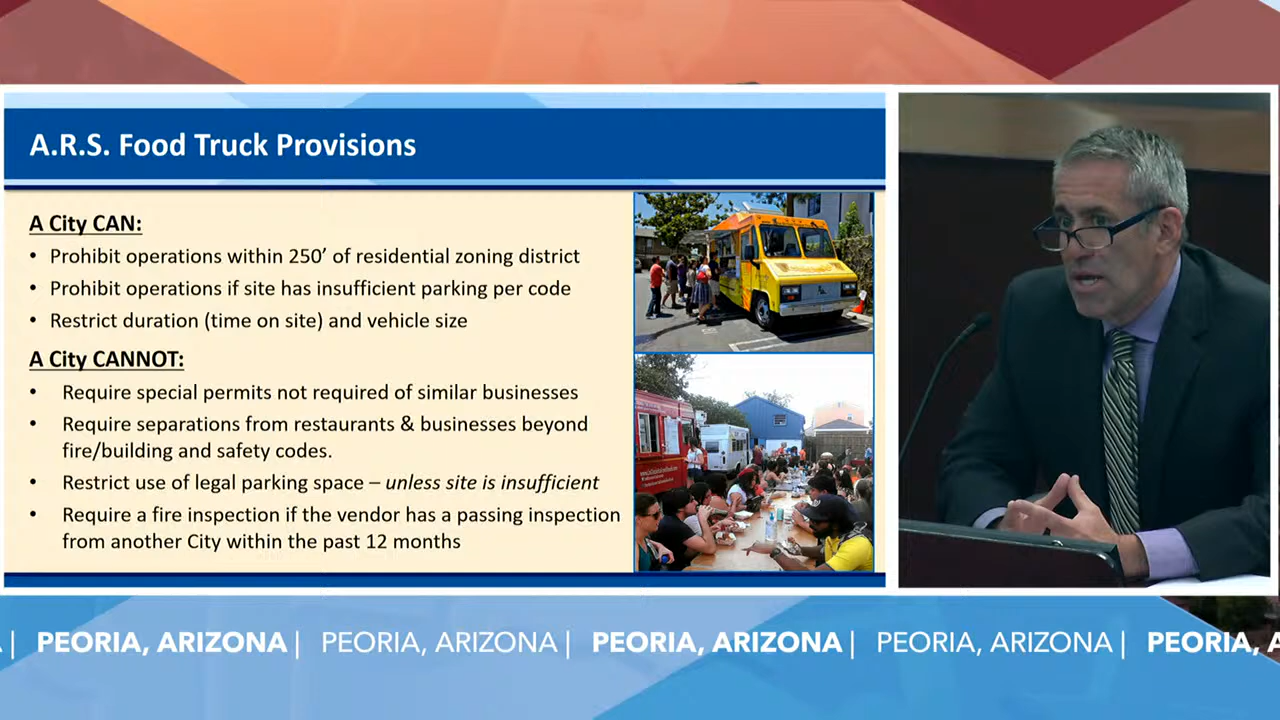 A.R.S. Food Truck Provisions
A City CAN:
• Prohibit operations within 250’ of residential zoning district
• Prohibit operations if site has insufficient parking per code
• Restrict duration (time on site) and vehicle size
A City CANNOT:
• Require special permits not required of similar businesses
• Require separations from restaurants & businesses beyond
fire/building and safety codes.
• Restrict use of legal parking space – unless site is insufficient
• Require a fire inspection if the vendor has a passing inspection
from another City within the past 12 months
| PEORIA, ARIZONA | PEORIA, ARIZONA | PEORIA, ARIZONA | PEORIA, ARIZONA | PEORIA, A